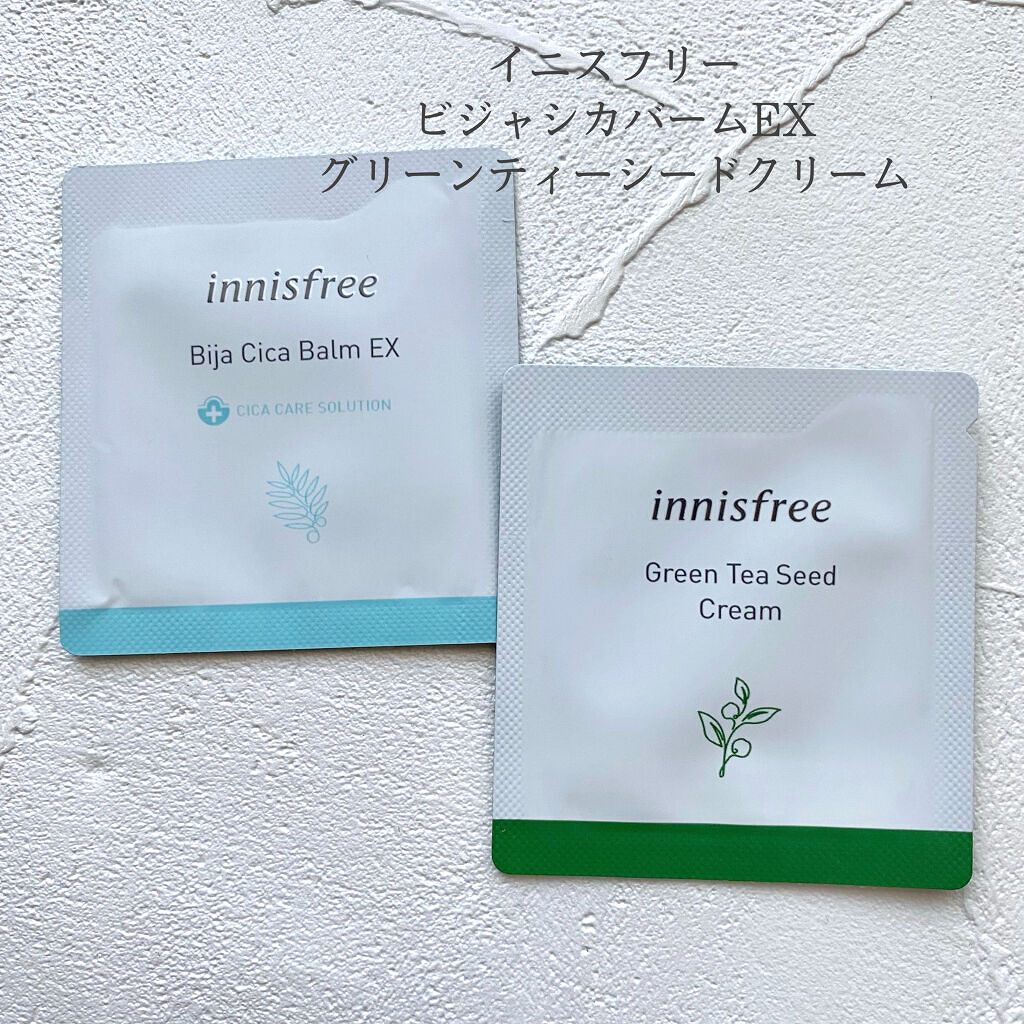 イニスフリー
ビジャシカバームEX
グリーンティーシードクリーム
innisfree
Bija Cica Balm EX
CICA CARE SOLUTION
innisfree
Green Tea Seed
Cream